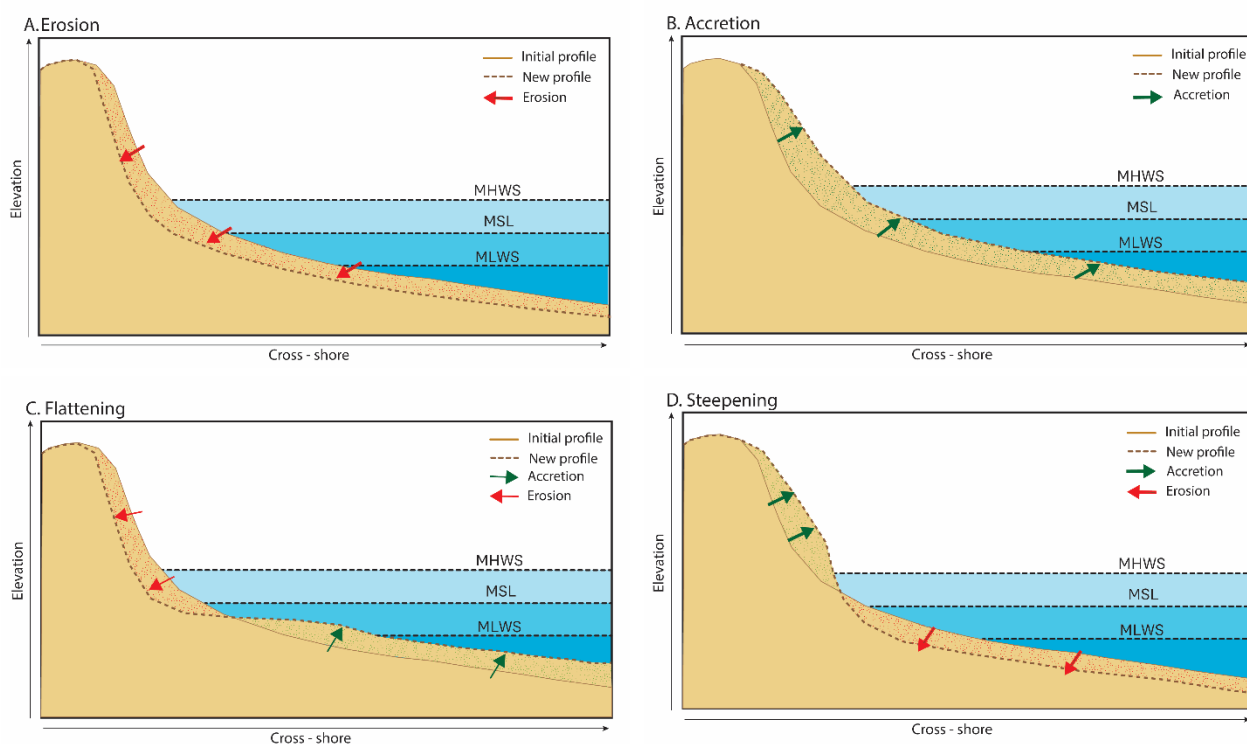 A.Erosion
Initial profile
New profile
Erosion
MHWS
MSL
MLWS
Elevation
Cross - shore
B. Accretion
Initial profile
New profile
Accretion
MHWS
MSL
MLWS
Elevation
Cross - shore
C. Flattening
Initial profile
New profile
Accretion
Erosion
MHWS
MSL
MLWS
Elevation
Cross - shore
D. Steepening
Initial profile
New profile
Accretion
Erosion
MHWS
MSL
MLWS
Elevation
Cross - shore